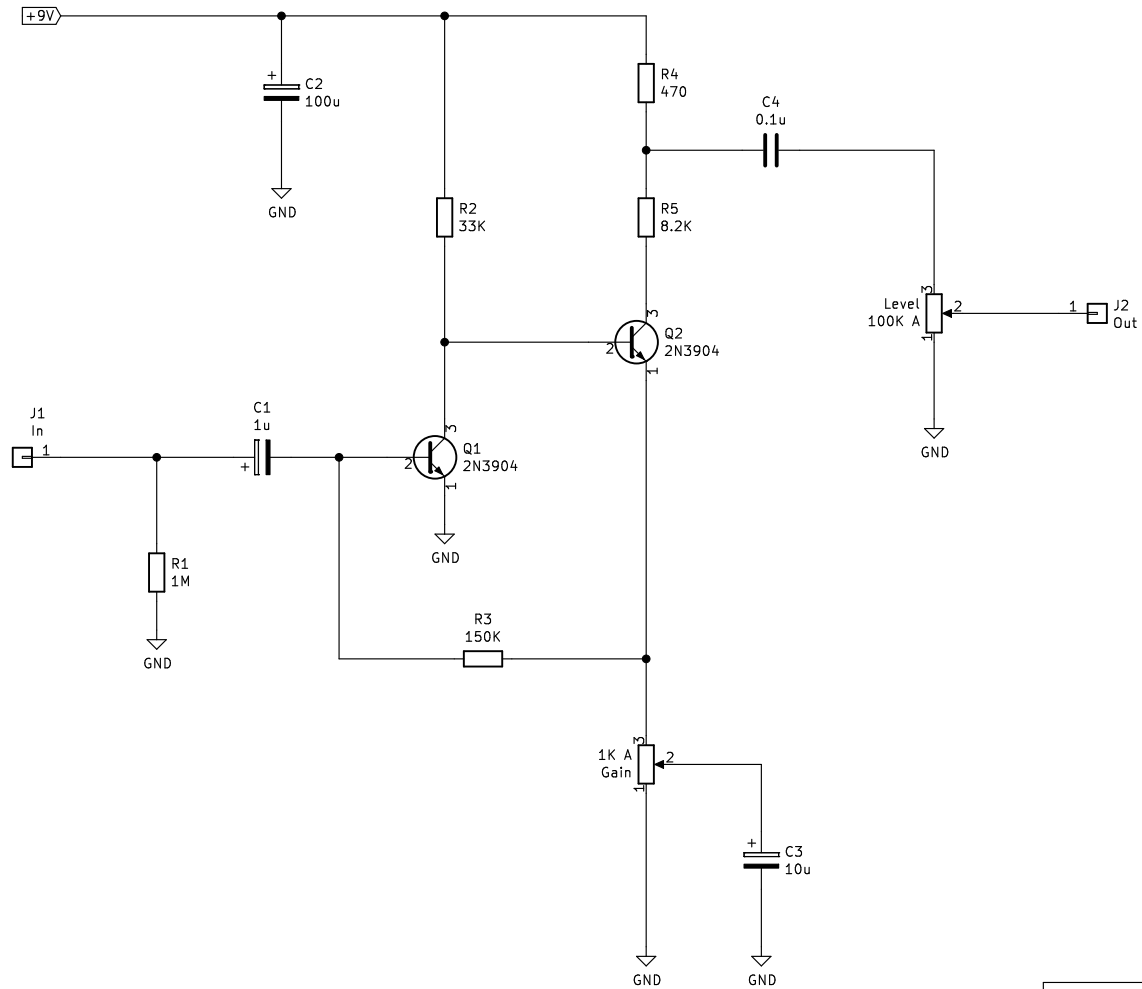 +9V
+
C2
100u
GND
R4
470
C4
0.1u
R2
33K
R5
8.2K
3
Level
100K A
2
1
1
J2
Out
3
2
Q2
2N3904
1
GND
J1
In
1
C1
1u
+
3
2
Q1
2N3904
1
GND
R1
1M
GND
R3
150K
3
1K A
Gain
2
1
+
C3
10u
GND
GND